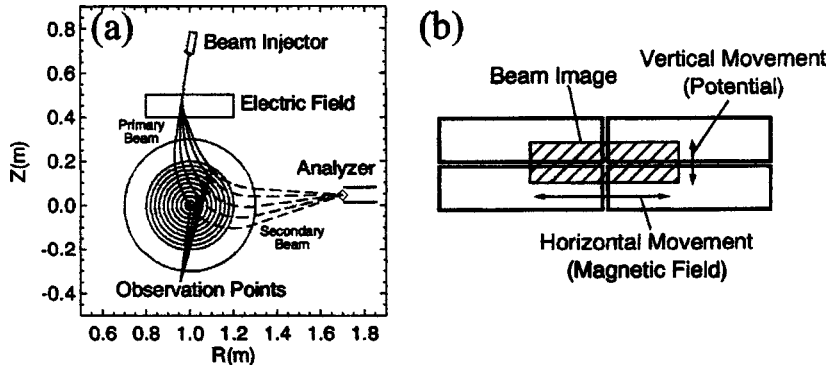 (a)
Beam Injector
Electric Field
Primary
Beam
Analyzer
Secondary
Beam
Observation Points
Z(m)
0.8
0.6
0.4
0.2
0.0
-0.2
-0.4
0.6 0.8 1.0 1.2 1.4 1.6 1.8
R(m)
(b)
Vertical Movement
(Potential)
Beam Image
Horizontal Movement
(Magnetic Field)